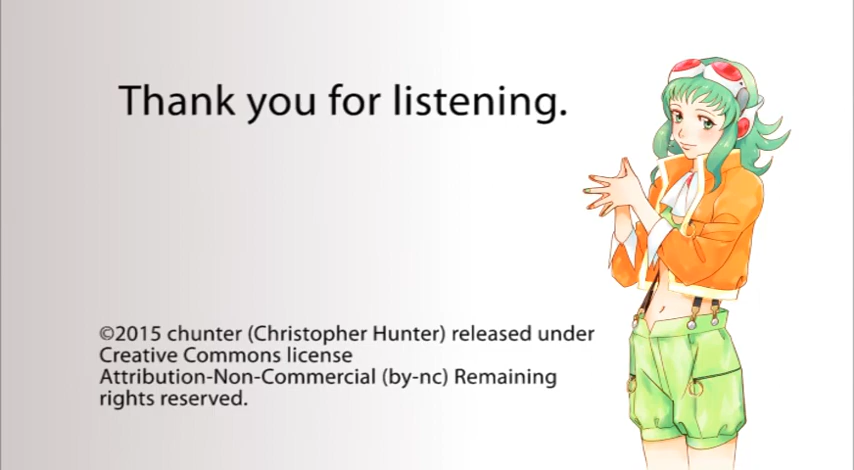 Thank you for listening.
©2015 chunter (Christopher Hunter) released under
Creative Commons license
Attribution-Non-Commercial (by-nc) Remaining
rights reserved.